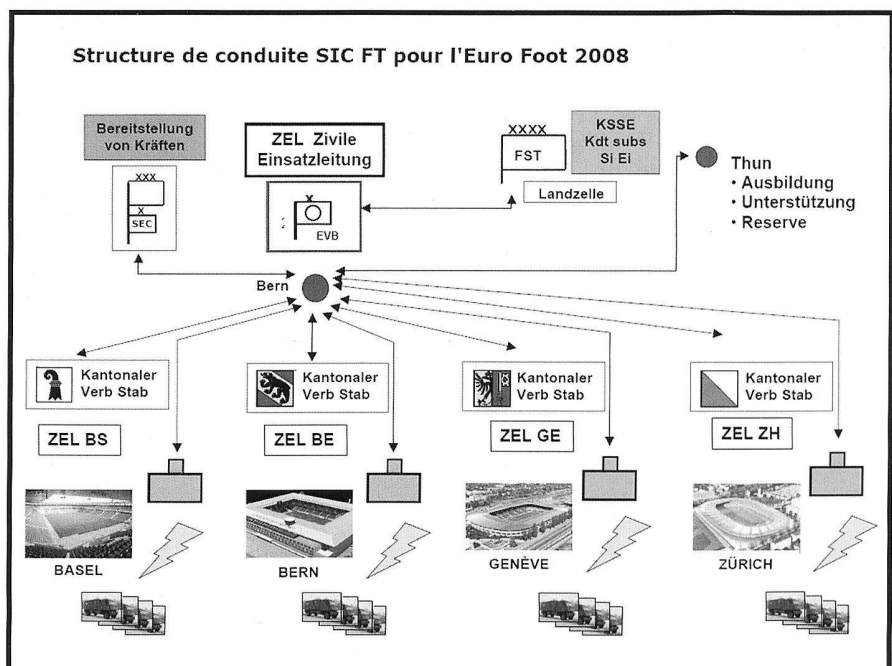 Structure de conduite SIC FT pour l'Euro Foot 2008
Bereitstellung
von Kräften
xxx
x
SEC
ZEL Zivile
Einsatzleitung
x
EVB
XXXX
FST
Landzelle
KSSE
Kdt subs
Si Ei
Thun
• Ausbildung
• Unterstützung
• Reserve
Bern
Kantonaler
Verb Stab
ZEL BS
Kantonaler
Verb Stab
ZEL BE
Kantonaler
Verb Stab
ZEL GE
Kantonaler
Verb Stab
ZEL ZH
BASEL
BERN
GENÈVE
ZÜRICH